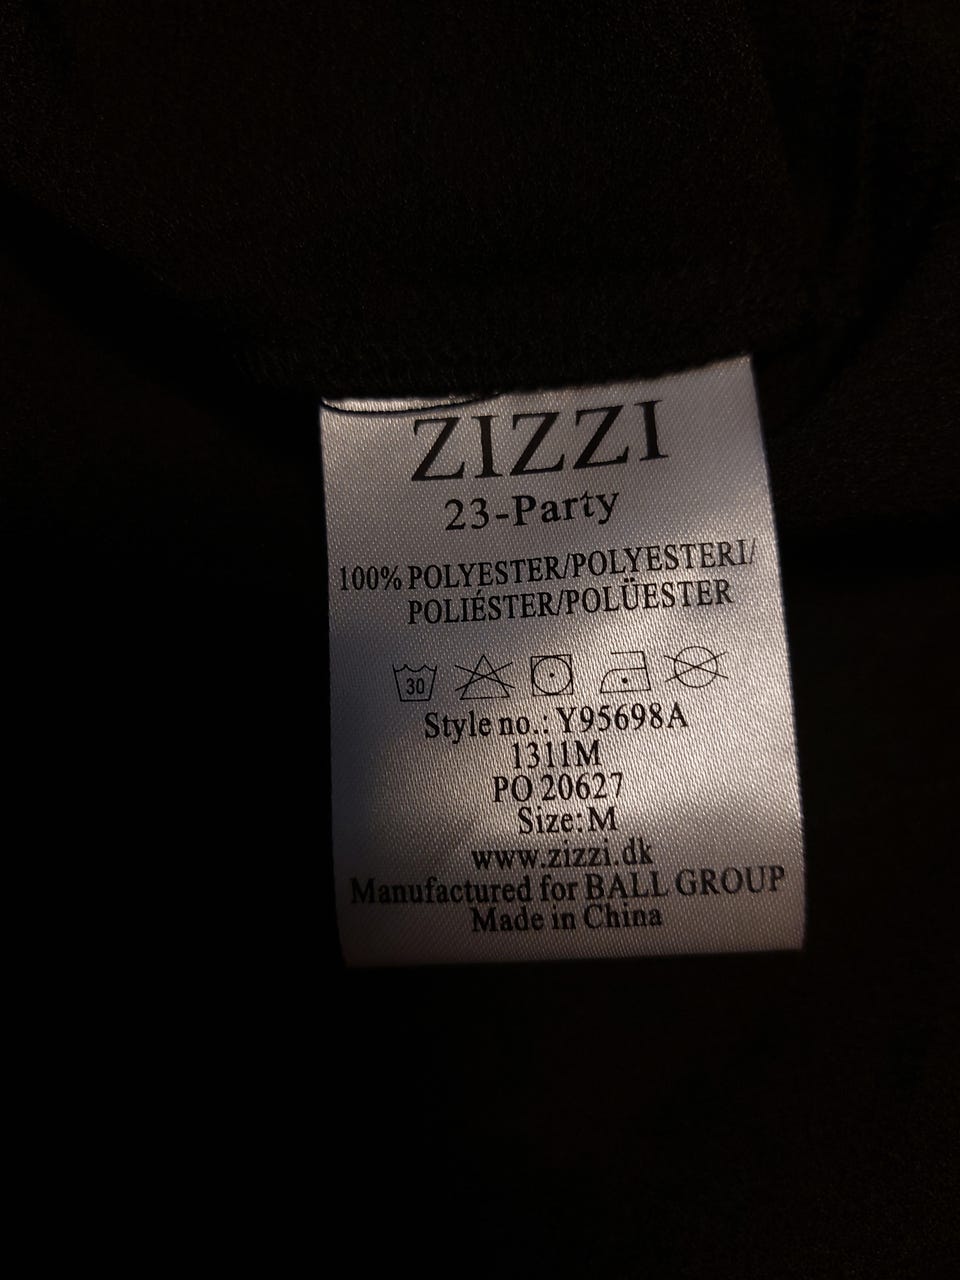 ZIZZI
23-Party
100% POLYESTER/POLYESTERI/
POLIÉSTER/POLÜESTER
30
Style no.: Y95698A
1311M
PO 20627
Size: M
www.zizzi.dk
Manufactured for BALL GROUP
Made in China